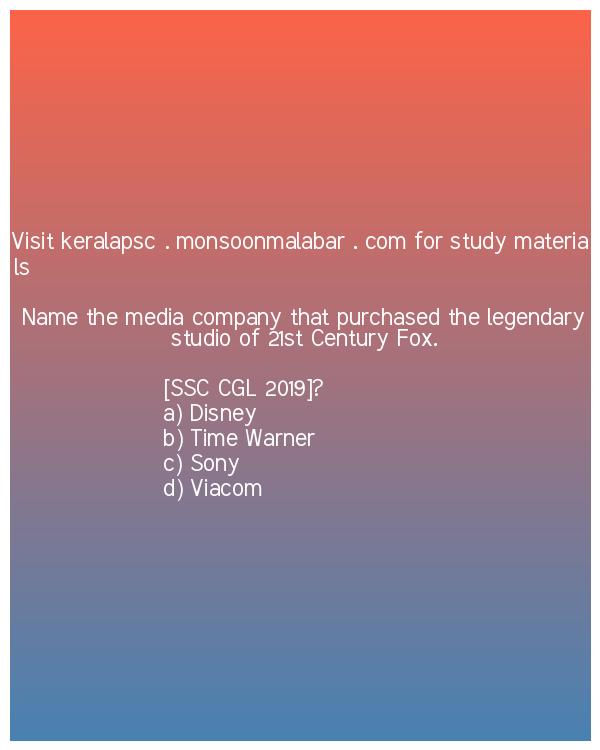 Visit keralapsc . monsoonmalabar . com for study materia
ls
Name the media company that purchased the legendary
studio of 21st Century Fox.
[SSC CGL 2019]?
a) Disney
b) Time Warner
c) Sony
d) Viacom